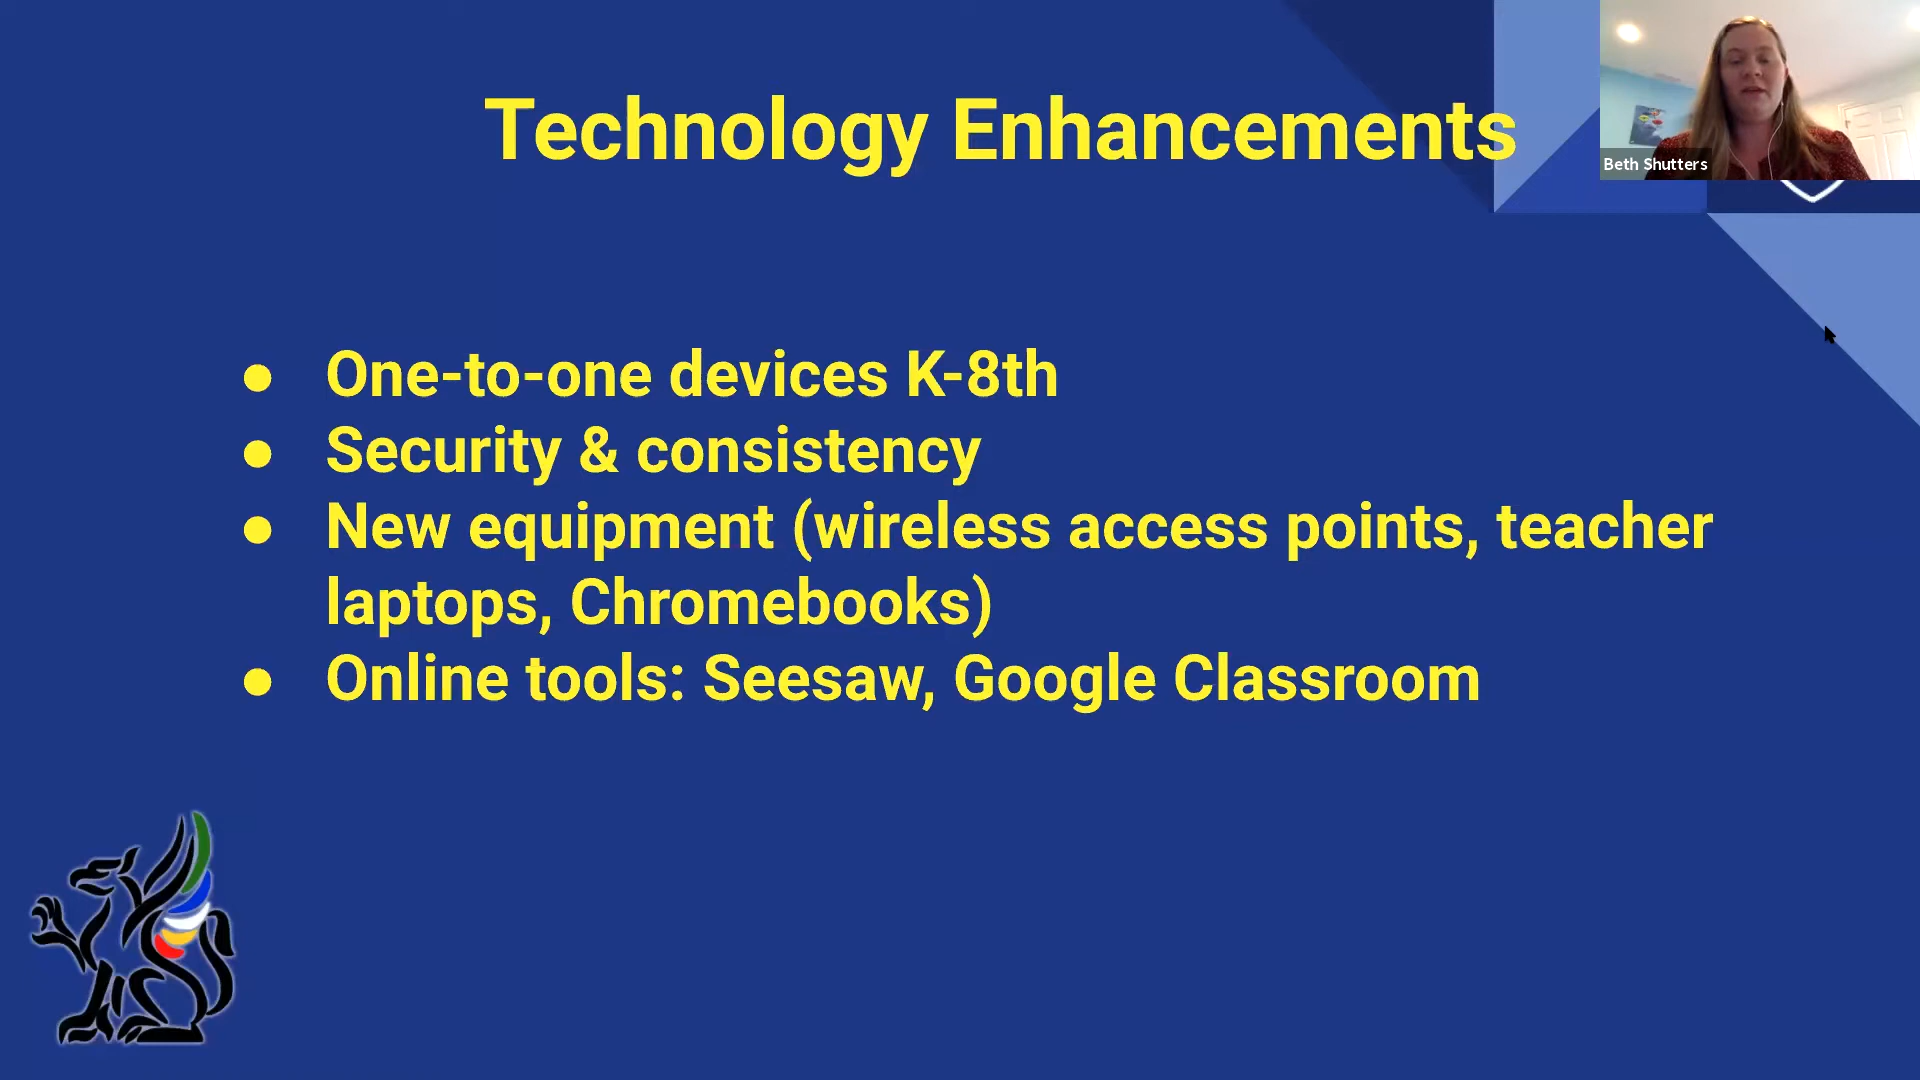 Technology Enhancements
Beth Shutters
● One-to-one devices K-8th
● Security & consistency
● New equipment (wireless access points, teacher
laptops, Chromebooks)
● Online tools: Seesaw, Google Classroom